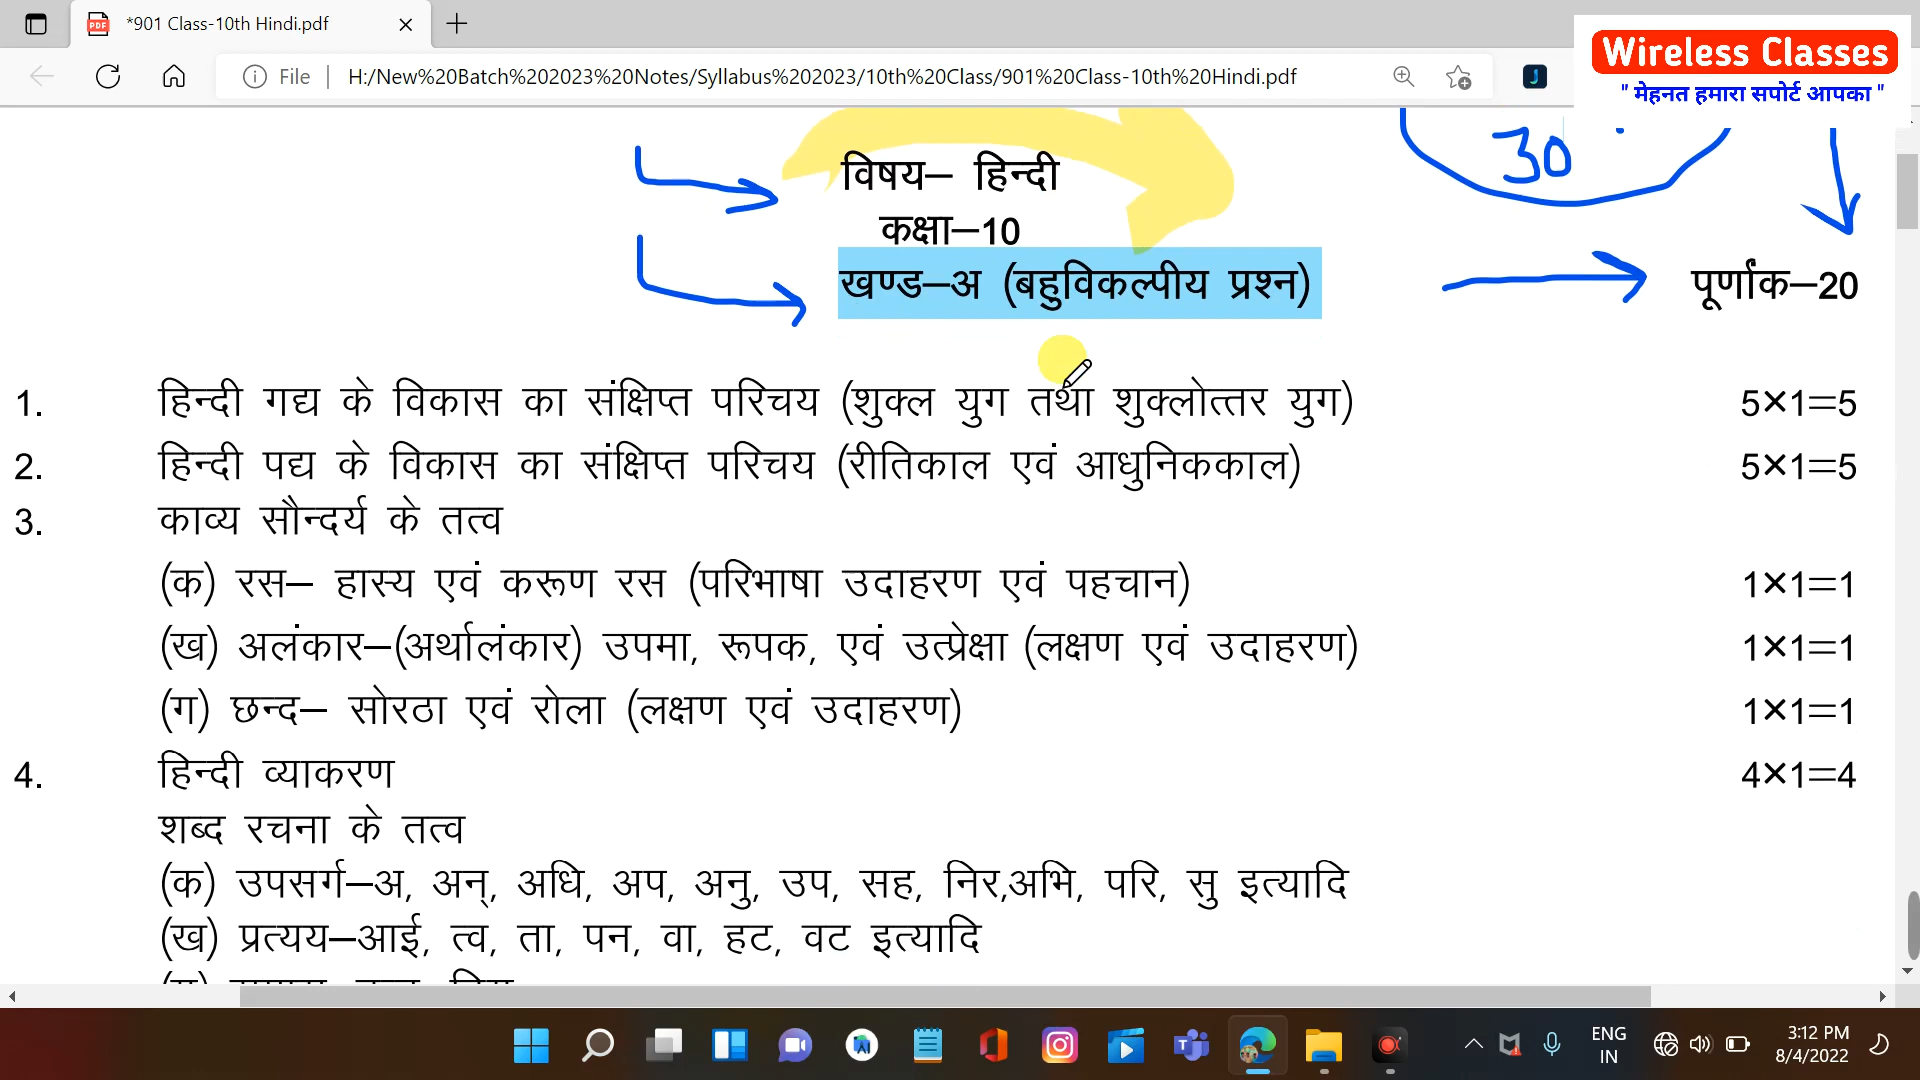 *901 Class-10th Hindi.pdf
File
H:/New%20Batch%202023%20Notes/Syllabus%202023/10th%20Class/901%20Class-10th%20Hindi.pdf
Wireless Classes
" मेहनत हमारा सपोर्ट आपका "
30
विषय– हिन्दी
कक्षा–10
खण्ड–अ (बहुविकल्पीय प्रश्न)
पूर्णांक–20
1. हिन्दी गद्य के विकास का संक्षिप्त परिचय (शुक्ल युग तथा शुक्लोत्तर युग) 5×1=5
2. हिन्दी पद्य के विकास का संक्षिप्त परिचय (रीतिकाल एवं आधुनिककाल) 5×1=5
3. काव्य सौन्दर्य के तत्व
(क) रस– हास्य एवं करूण रस (परिभाषा उदाहरण एवं पहचान) 1×1=1
(ख) अलंकार–(अर्थालंकार) उपमा, रूपक, एवं उत्प्रेक्षा (लक्षण एवं उदाहरण) 1×1=1
(ग) छन्द– सोरठा एवं रोला (लक्षण एवं उदाहरण) 1×1=1
4. हिन्दी व्याकरण 4×1=4
शब्द रचना के तत्व
(क) उपसर्ग–अ, अन्, अधि, अप, अनु, उप, सह, निर,अभि, परि, सु इत्यादि
(ख) प्रत्यय–आई, त्व, ता, पन, वा, हट, वट इत्यादि
ENG
IN
3:12 PM
8/4/2022